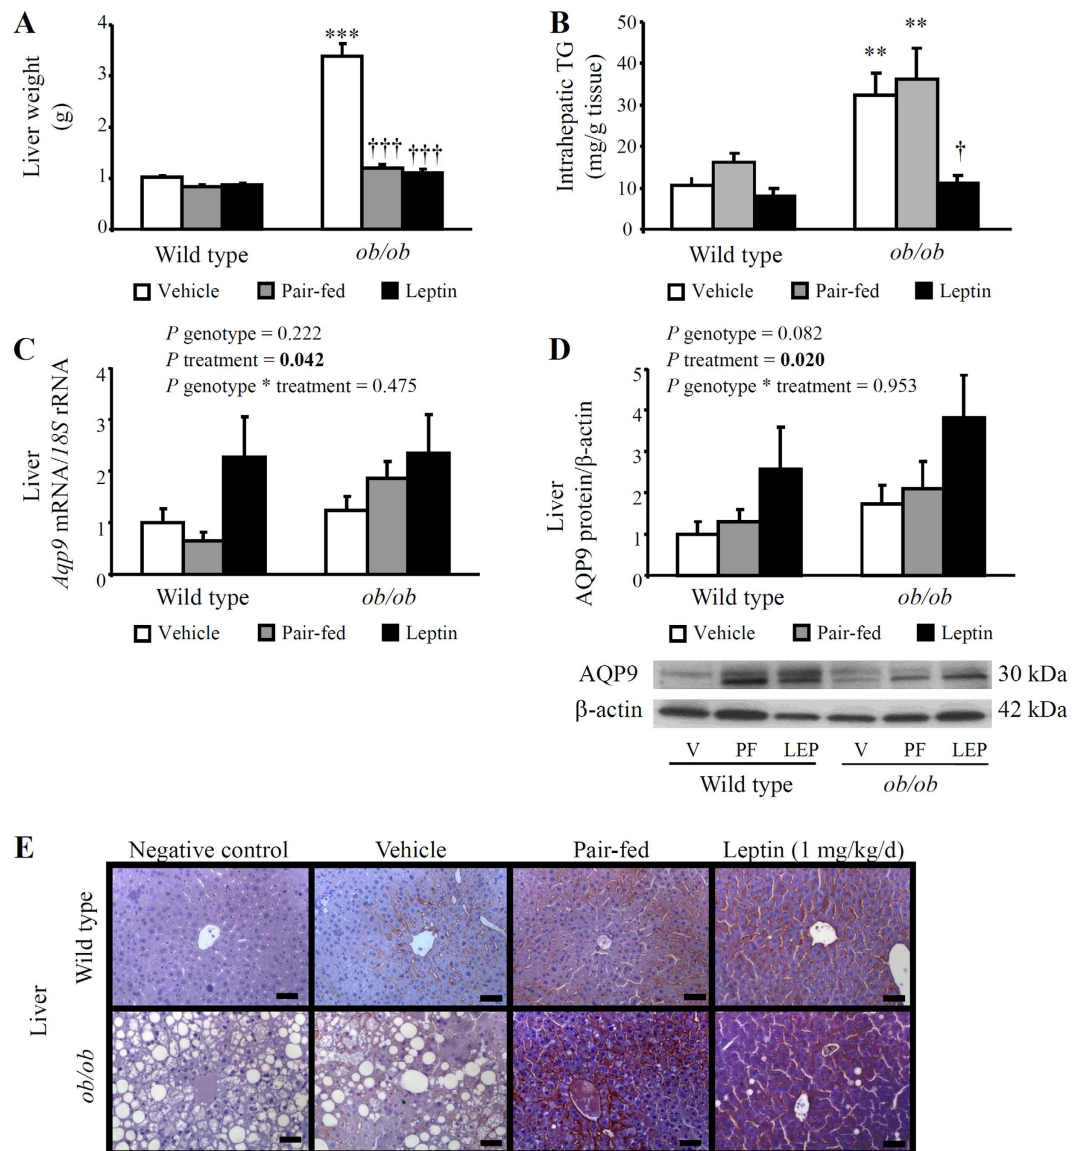 A
Liver weight
(g)
4
3
2
1
0
***
†††
†††
Wild type
ob/ob
Vehicle
Pair-fed
Leptin
B
Intrahepatic TG
(mg/g tissue)
50
40
30
20
10
0
**
**
†
Wild type
ob/ob
Vehicle
Pair-fed
Leptin
C
P genotype = 0.222
P treatment = 0.042
P genotype * treatment = 0.475
Liver
Aqp9 mRNA/18S rRNA
4
3
2
1
0
Wild type
ob/ob
Vehicle
Pair-fed
Leptin
D
P genotype = 0.082
P treatment = 0.020
P genotype * treatment = 0.953
Liver
AQP9 protein/β-actin
5
4
3
2
1
0
Wild type
ob/ob
Vehicle
Pair-fed
Leptin
AQP9
30 kDa
β-actin
42 kDa
V PF LEP V PF LEP
Wild type
ob/ob
E
Negative control
Vehicle
Pair-fed
Leptin (1 mg/kg/d)
Liver
Wild type
ob/ob